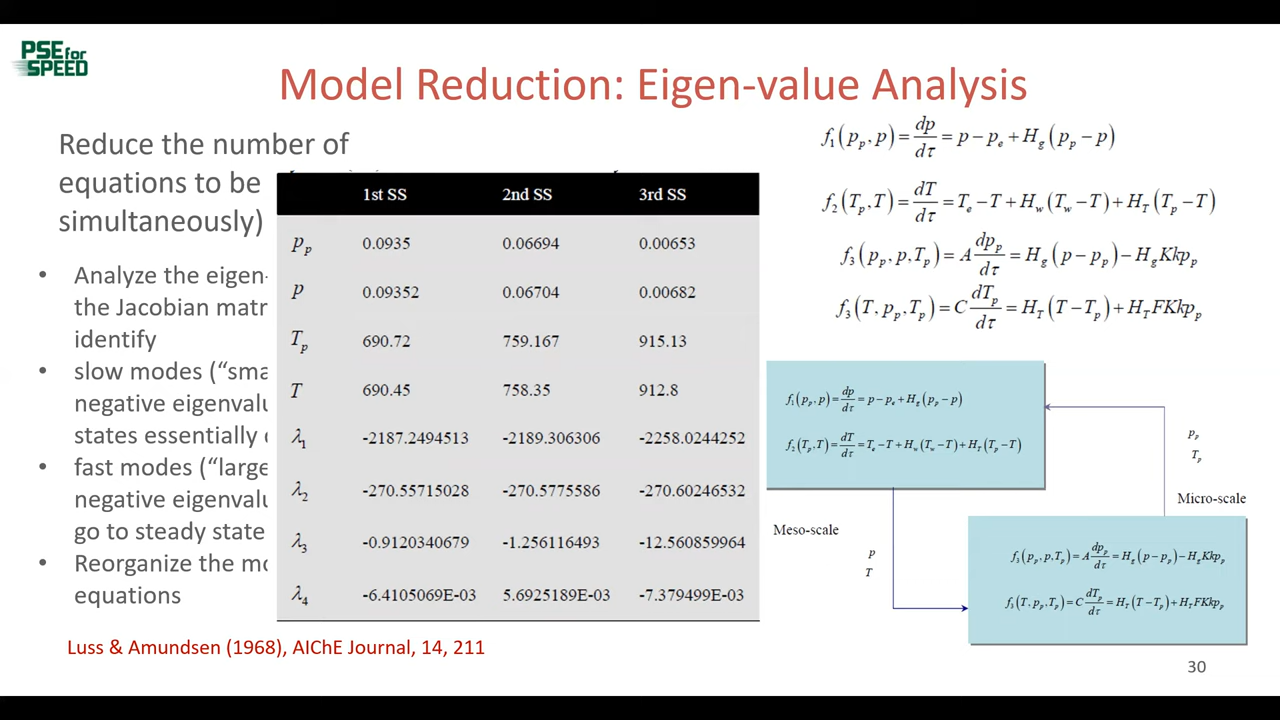 PSE for
SPEED
Model Reduction: Eigen-value Analysis
Reduce the number of
equations to be
simultaneously)
• Analyze the eigen-
the Jacobian matr
identify
• slow modes (“sma
negative eigenvalu
states essentially
• fast modes (“large
negative eigenvalu
go to steady state
• Reorganize the mo
equations
Luss & Amundsen (1968), AIChE Journal, 14, 211
1st SS 2nd SS 3rd SS
p_p 0.0935 0.06694 0.00653
p 0.09352 0.06704 0.00682
T_p 690.72 759.167 915.13
T 690.45 758.35 912.8
λ_1 -2187.2494513 -2189.306306 -2258.0244252
λ_2 -270.55715028 -270.5775586 -270.60246532
λ_3 -0.9120340679 -1.256116493 -12.560859964
λ_4 -6.4105069E-03 5.6925189E-03 -7.379499E-03
f_1(p_p, p) = dp/dτ = p − p_e + H_g(p_p − p)
f_2(T_p, T) = dT/dτ = T_e − T + H_w(T_w − T) + H_T(T_p − T)
f_3(p_p, p, T_p) = A dp_p/dτ = H_g(p − p_p) − H_g Kkp_p
f_3(T, p_p, T_p) = C dT_p/dτ = H_T(T − T_p) + H_T FKkp_p
f_1(p_p, p) = dp/dτ = p − p_e + H_g(p_p − p)
f_2(T_p, T) = dT/dτ = T_e − T + H_w(T_w − T) + H_T(T_p − T)
p_p
T_p
Micro-scale
Meso-scale
p
T
f_3(p_p, p, T_p) = A dp_p/dτ = H_g(p − p_p) − H_g Kkp_p
f_3(T, p_p, T_p) = C dT_p/dτ = H_T(T − T_p) + H_T FKkp_p
30